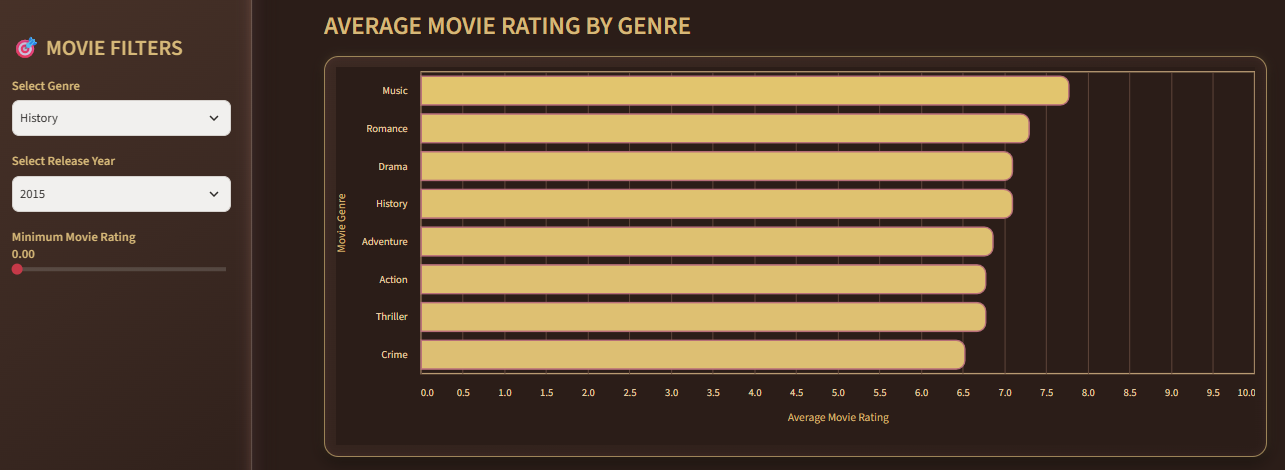 MOVIE FILTERS
Select Genre
History
Select Release Year
2015
Minimum Movie Rating
0.00
AVERAGE MOVIE RATING BY GENRE
Movie Genre
Music
Romance
Drama
History
Adventure
Action
Thriller
Crime
0.0 0.5 1.0 1.5 2.0 2.5 3.0 3.5 4.0 4.5 5.0 5.5 6.0 6.5 7.0 7.5 8.0 8.5 9.0 9.5 10.0
Average Movie Rating